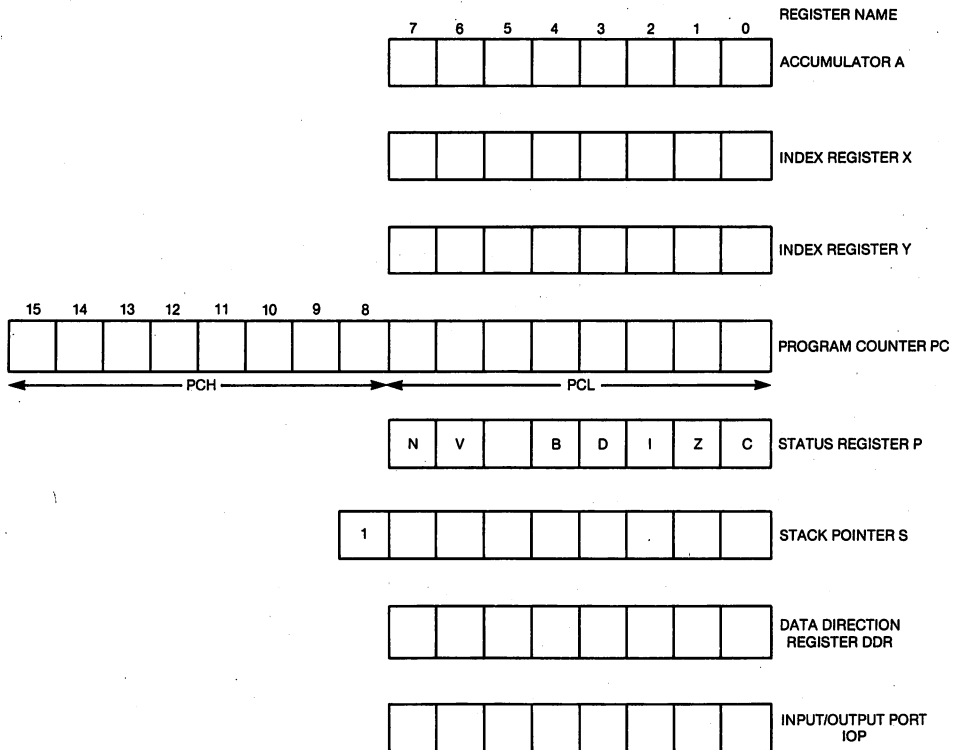 REGISTER NAME
7 6 5 4 3 2 1 0
ACCUMULATOR A
INDEX REGISTER X
INDEX REGISTER Y
15 14 13 12 11 10 9 8
PROGRAM COUNTER PC
PCH PCL
N V B D I Z C STATUS REGISTER P
1 STACK POINTER S
DATA DIRECTION
REGISTER DDR
INPUT/OUTPUT PORT
IOP